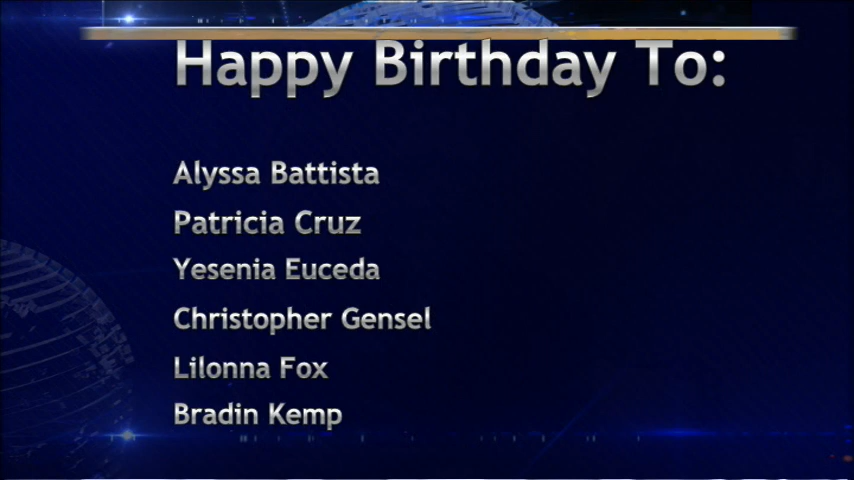 Happy Birthday To:
Alyssa Battista
Patricia Cruz
Yesenia Euceda
Christopher Gensel
Lilonna Fox
Bradin Kemp